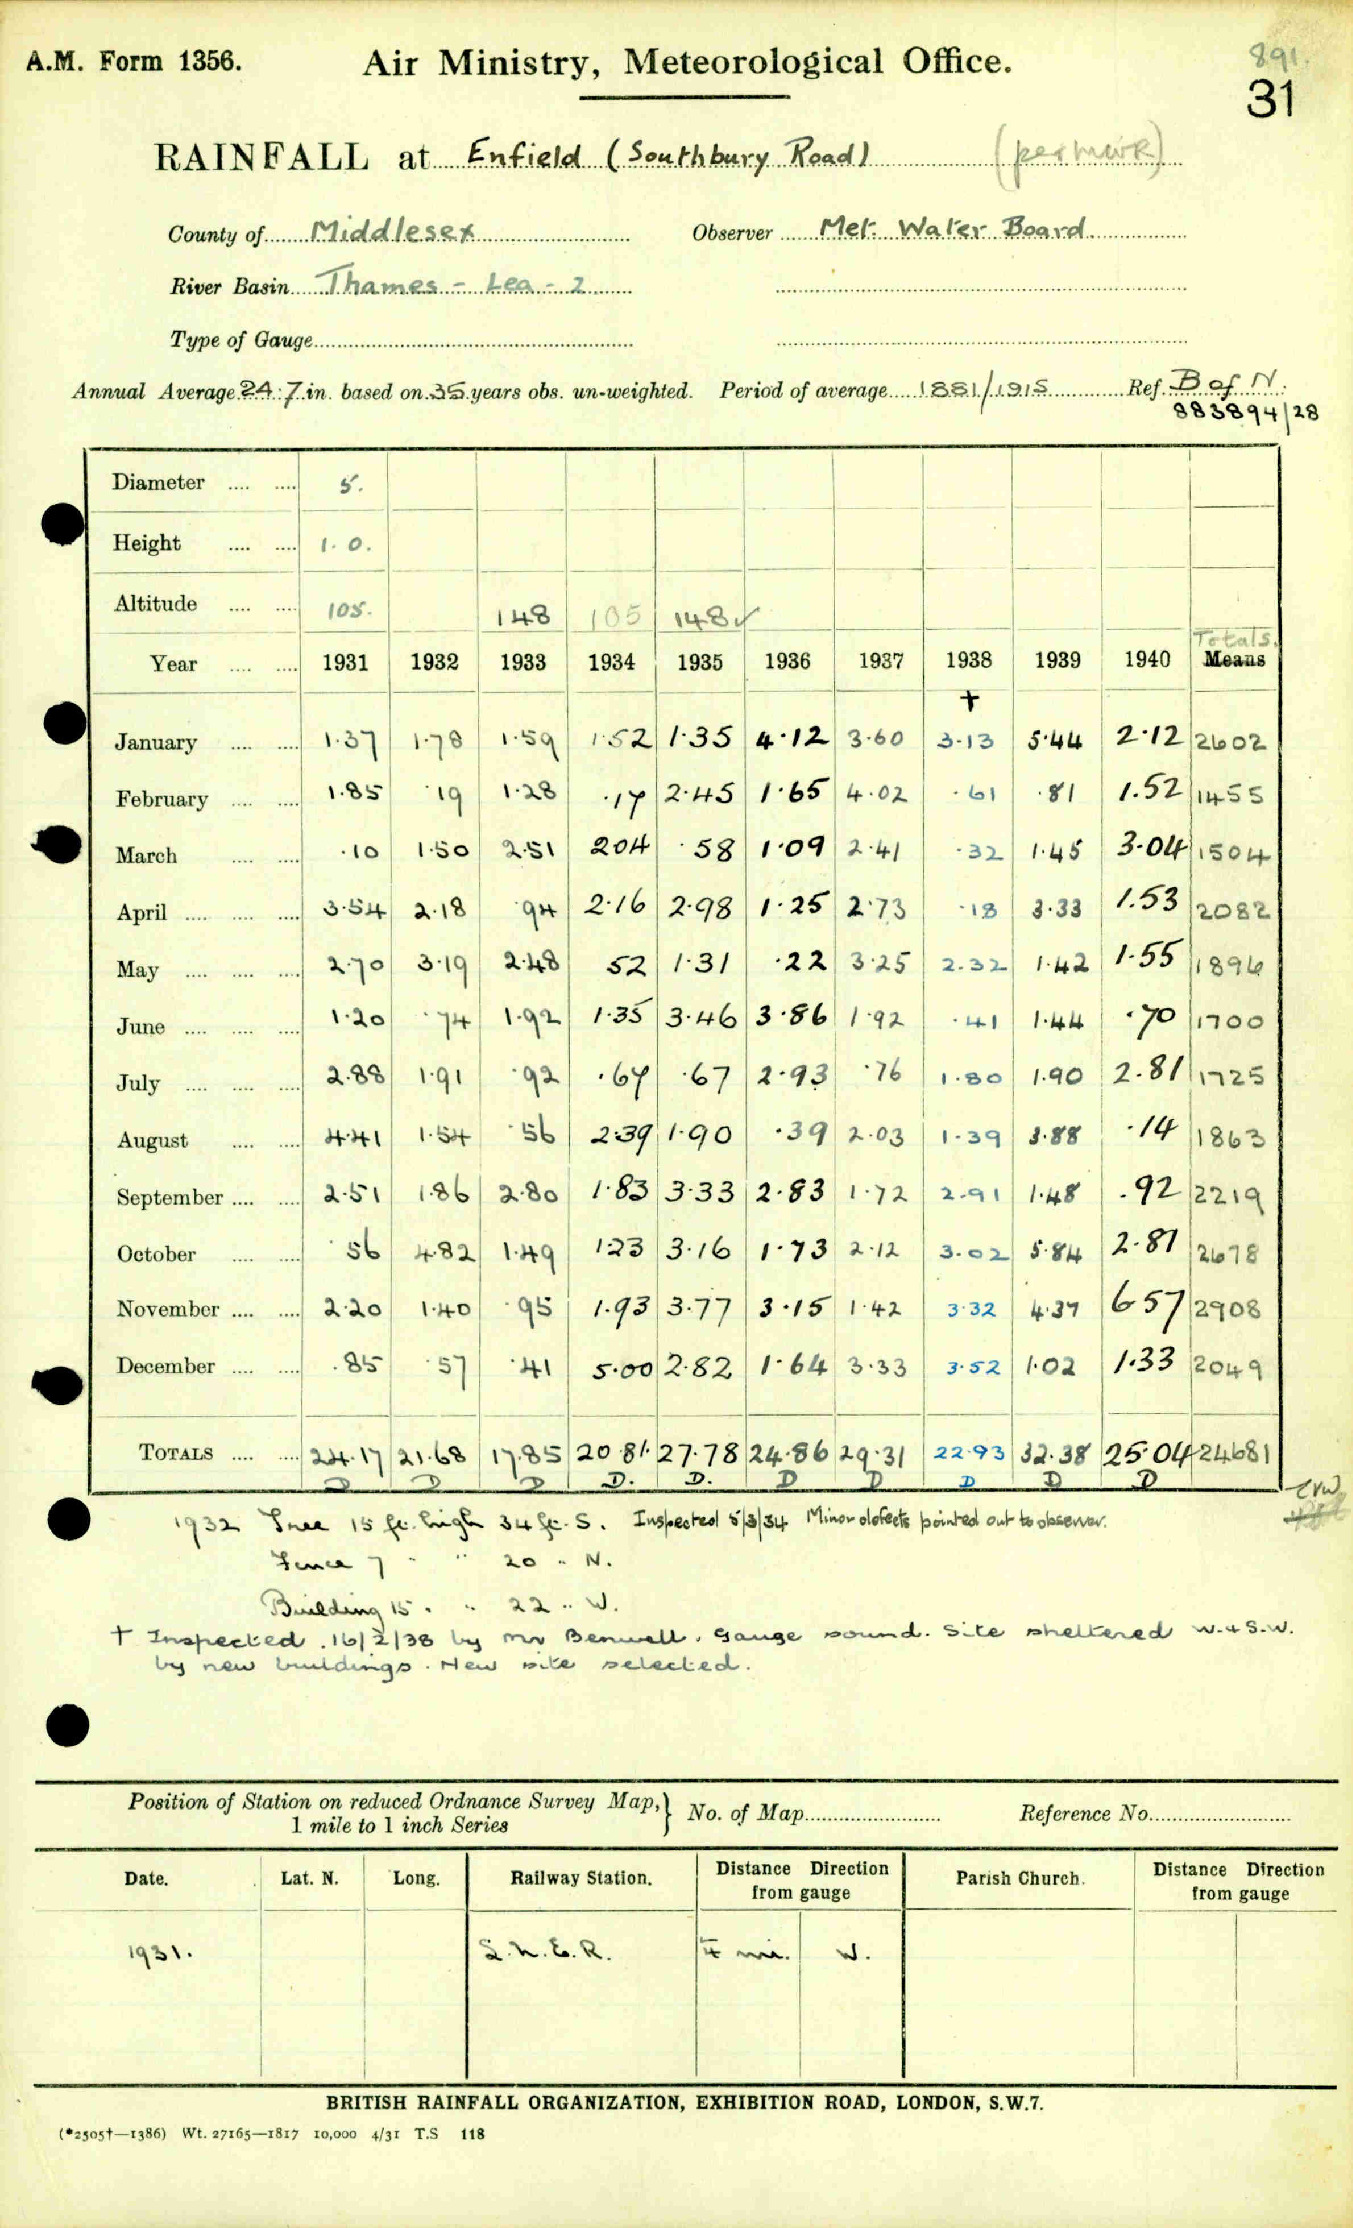 A.M. Form 1356. Air Ministry, Meteorological Office. 891.
31
RAINFALL at Enfield (Southbury Road) (per MWR)
County of Middlesex Observer Met. Water Board
River Basin Thames - Lea - 2
Type of Gauge
Annual Average 24.7 in. based on 35 years obs. un-weighted. Period of average 1881/1915 Ref. B of N.
883894/28
Diameter 5.
Height 1. 0.
Altitude 105. 148 105 148 ✓
Totals.
Year 1931 1932 1933 1934 1935 1936 1937 1938 1939 1940 Means
+
January 1.37 1.78 1.59 1.52 1.35 4.12 3.60 3.13 5.44 2.12 2602
February 1.85 .19 1.28 .17 2.45 1.65 4.02 .61 .81 1.52 1455
March .10 1.50 2.51 2.04 .58 1.09 2.41 .32 1.45 3.04 1504
April 3.54 2.18 .94 2.16 2.98 1.25 2.73 .18 3.33 1.53 2082
May 2.70 3.19 2.48 52 1.31 .22 3.25 2.32 1.42 1.55 1896
June 1.20 .74 1.92 1.35 3.46 3.86 1.92 .41 1.44 .70 1700
July 2.88 1.91 .92 .67 .67 2.93 .76 1.80 1.90 2.81 1725
August 4.41 1.54 .56 2.39 1.90 .39 2.03 1.39 3.88 .14 1863
September 2.51 1.86 2.80 1.83 3.33 2.83 1.72 2.91 1.48 .92 2219
October .56 4.82 1.49 1.23 3.16 1.73 2.12 3.02 5.84 2.81 2678
November 2.20 1.40 .95 1.93 3.77 3.15 1.42 3.32 4.37 6.57 2908
December .85 .57 .41 5.00 2.82 1.64 3.33 3.52 1.02 1.33 2049
TOTALS 24.17 21.68 17.85 20.81 27.78 24.86 29.31 22.93 32.38 25.04 24681
D D D D. D. D D D D D
1932 Tree 15 ft. high 34 ft. S. Inspected 5/3/34 Minor defects pointed out to observer.
Fence 7 " " 20 " N.
Building 15 " " 22 " W.
+ Inspected 16/2/38 by Mr Benwell. Gauge sound. Site sheltered W. & S.W.
by new buildings. New site selected.
Position of Station on reduced Ordnance Survey Map,} No. of Map Reference No.
1 mile to 1 inch Series
Date. Lat. N. Long. Railway Station. Distance Direction from gauge Parish Church. Distance Direction from gauge
1931. L.N.E.R. mi. W.
BRITISH RAINFALL ORGANIZATION, EXHIBITION ROAD, LONDON, S.W.7.
(*2505†—1386) Wt. 27165—1817 10,000 4/31 T.S 118